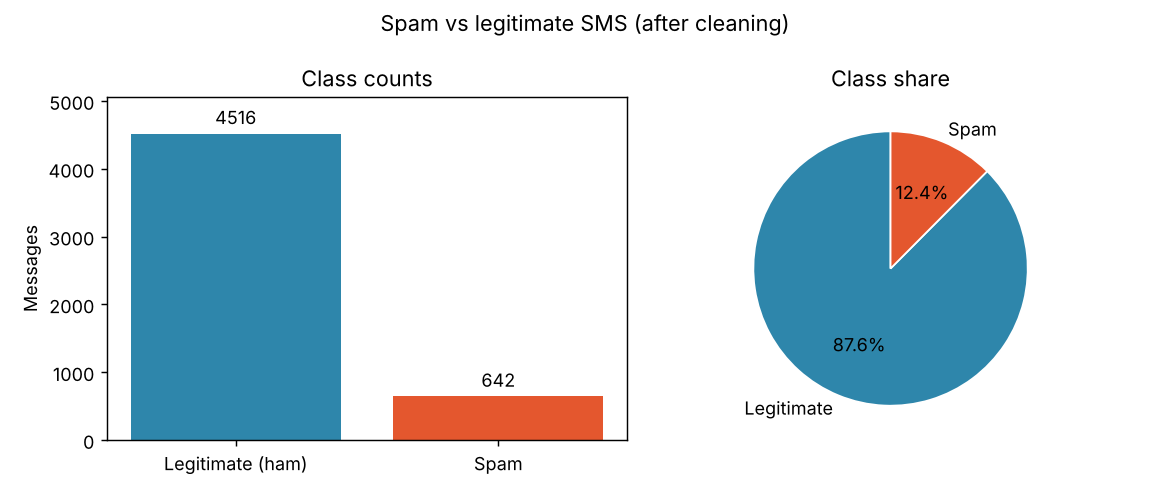 Spam vs legitimate SMS (after cleaning)
Class counts
Messages
5000
4000
3000
2000
1000
0
4516
642
Legitimate (ham)
Spam
Class share
Spam
12.4%
87.6%
Legitimate